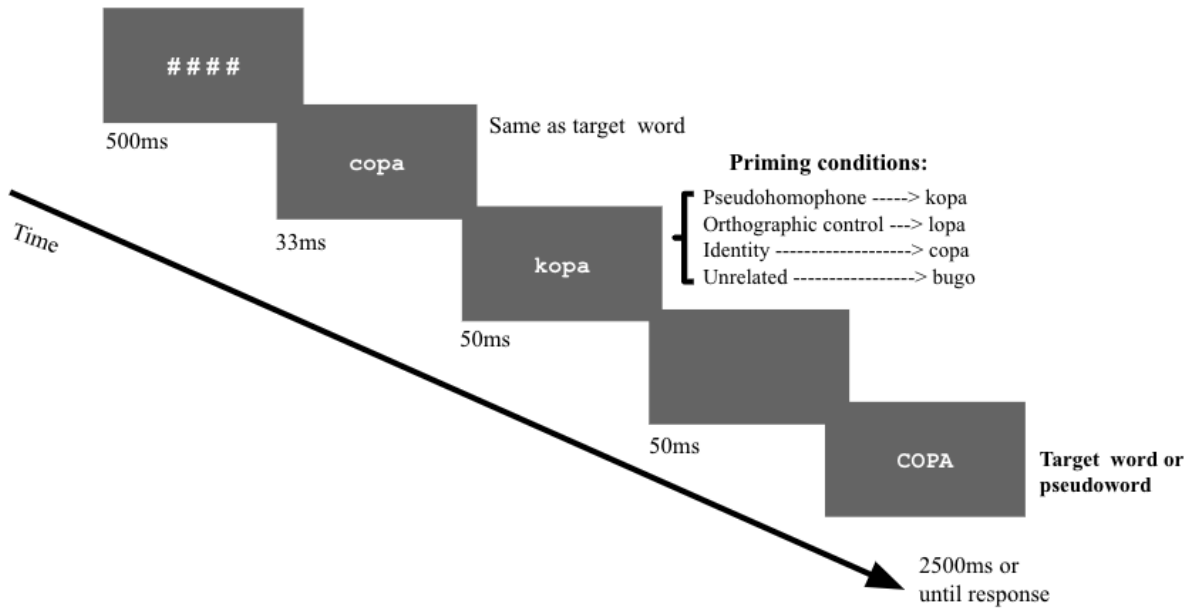 ####
500ms
copa
Same as target word
33ms
Priming conditions:
Pseudohomophone -----> kopa
Orthographic control ---> lopa
Identity -------------------> copa
Unrelated -----------------> bugo
kopa
50ms
Time
50ms
COPA
Target word or
pseudoword
2500ms or
until response